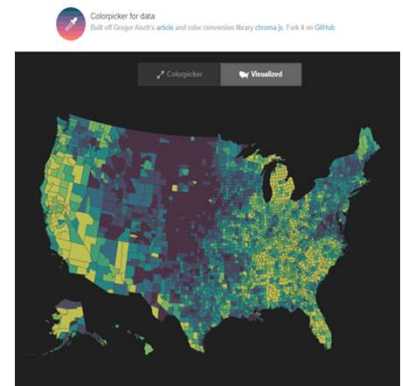 Colorpicker for data
Built off Gregor Aisch's article and color conversion library chroma.js. Fork it on GitHub
Colorpicker
Visualized